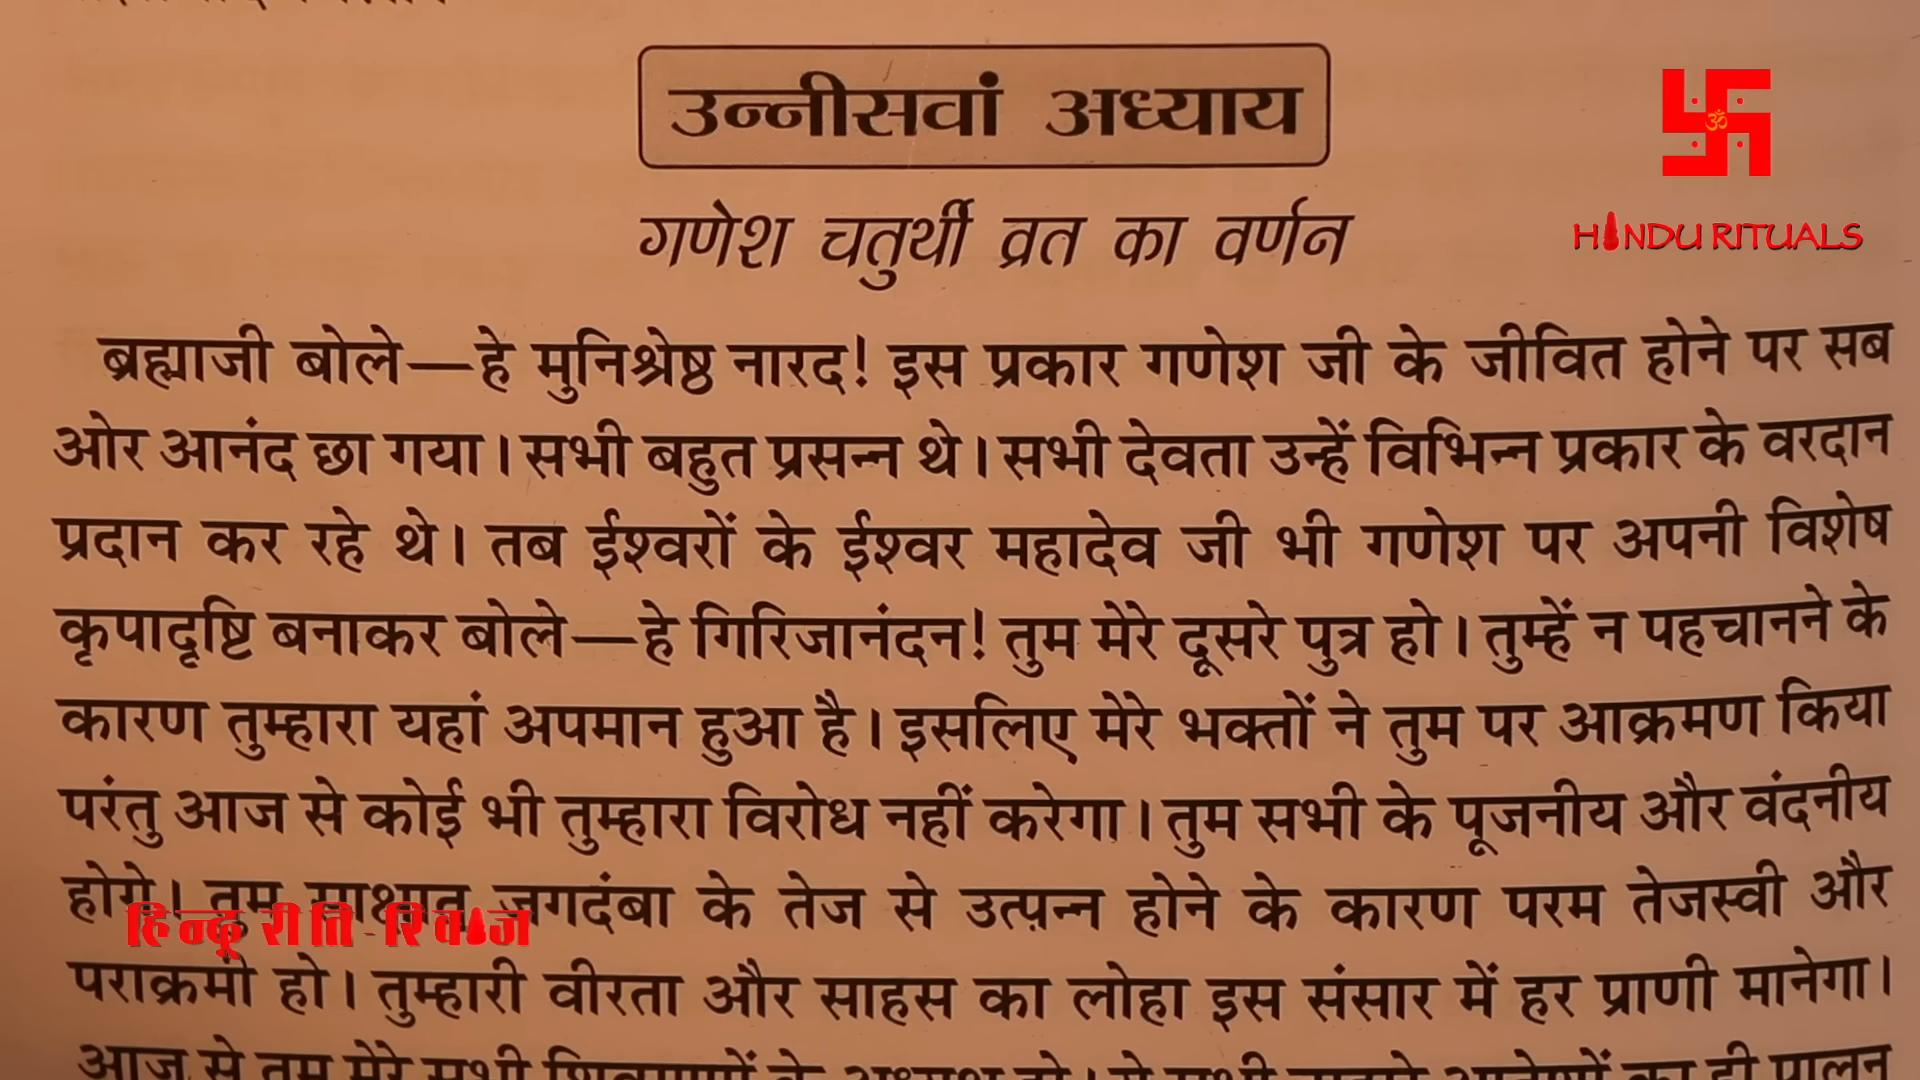 उन्नीसवां अध्याय
ॐ
HINDU RITUALS
गणेश चतुर्थी व्रत का वर्णन
ब्रह्माजी बोले—हे मुनिश्रेष्ठ नारद! इस प्रकार गणेश जी के जीवित होने पर सब
ओर आनंद छा गया। सभी बहुत प्रसन्न थे। सभी देवता उन्हें विभिन्न प्रकार के वरदान
प्रदान कर रहे थे। तब ईश्वरों के ईश्वर महादेव जी भी गणेश पर अपनी विशेष
कृपादृष्टि बनाकर बोले—हे गिरिजानंदन! तुम मेरे दूसरे पुत्र हो। तुम्हें न पहचानने के
कारण तुम्हारा यहां अपमान हुआ है। इसलिए मेरे भक्तों ने तुम पर आक्रमण किया
परंतु आज से कोई भी तुम्हारा विरोध नहीं करेगा। तुम सभी के पूजनीय और वंदनीय
होगे। तुम साक्षात जगदंबा के तेज से उत्पन्न होने के कारण परम तेजस्वी और
हिन्दू रीति-रिवाज
पराक्रमी हो। तुम्हारी वीरता और साहस का लोहा इस संसार में हर प्राणी मानेगा।
आज से तुम मेरे सभी के हो।